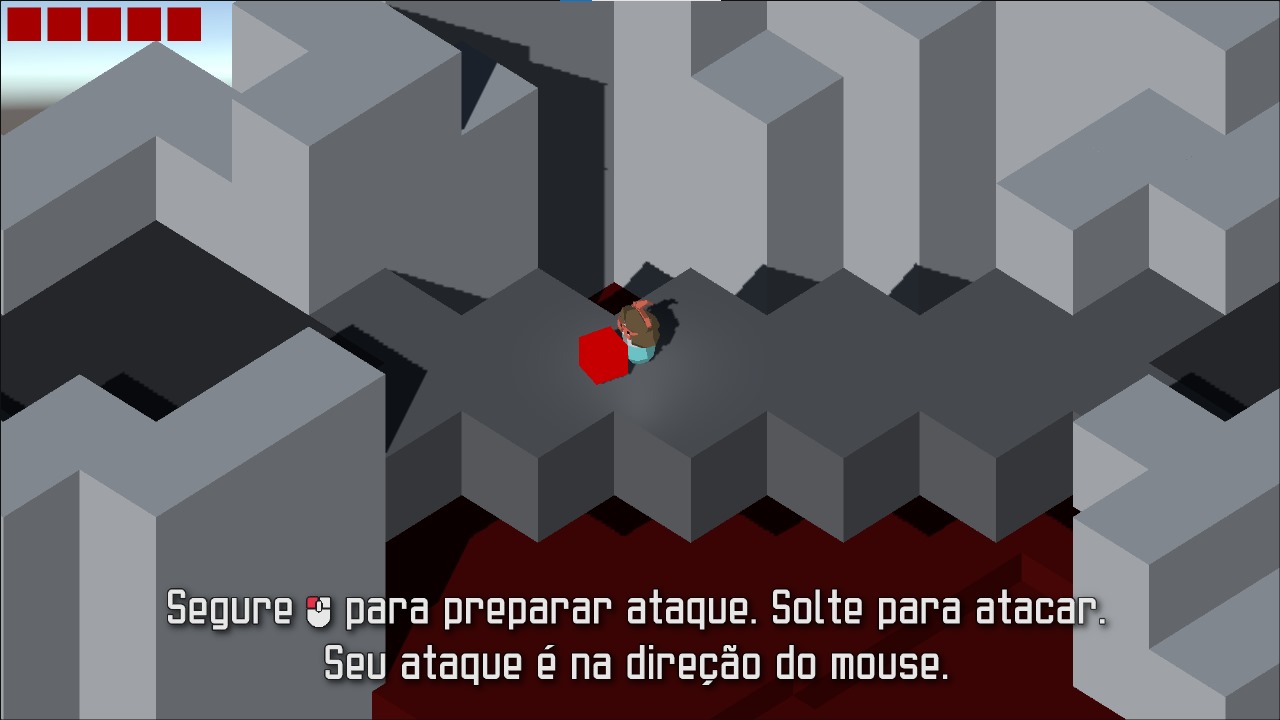 Segure para preparar ataque. Solte para atacar.
Seu ataque é na direção do mouse.